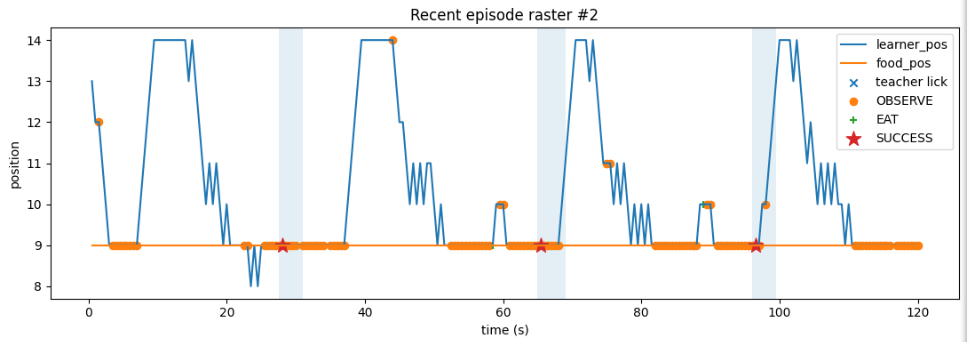 Recent episode raster #2
position
14
13
12
11
10
9
8
learner_pos
food_pos
teacher lick
OBSERVE
EAT
SUCCESS
0 20 40 60 80 100 120
time (s)